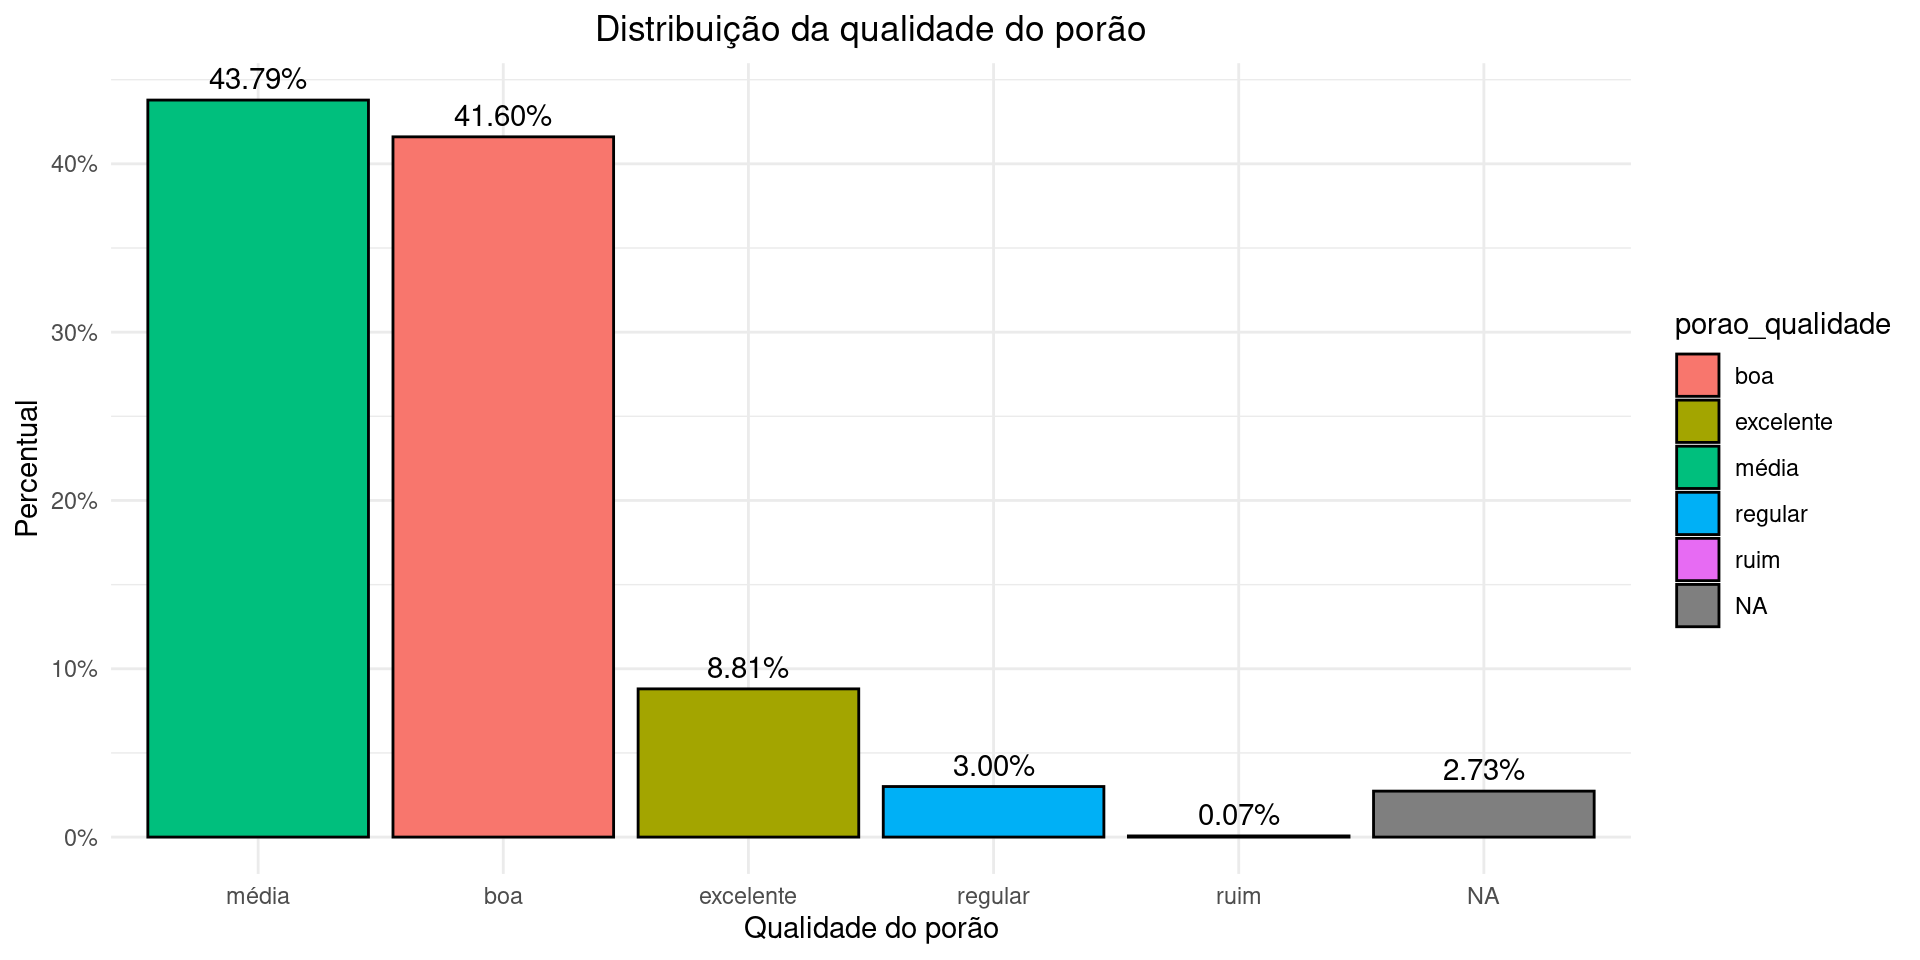 Distribuição da qualidade do porão
43.79%
41.60%
8.81%
3.00%
0.07%
2.73%
40%
30%
20%
10%
0%
Percentual
média
boa
excelente
regular
ruim
NA
Qualidade do porão
porao_qualidade
boa
excelente
média
regular
ruim
NA